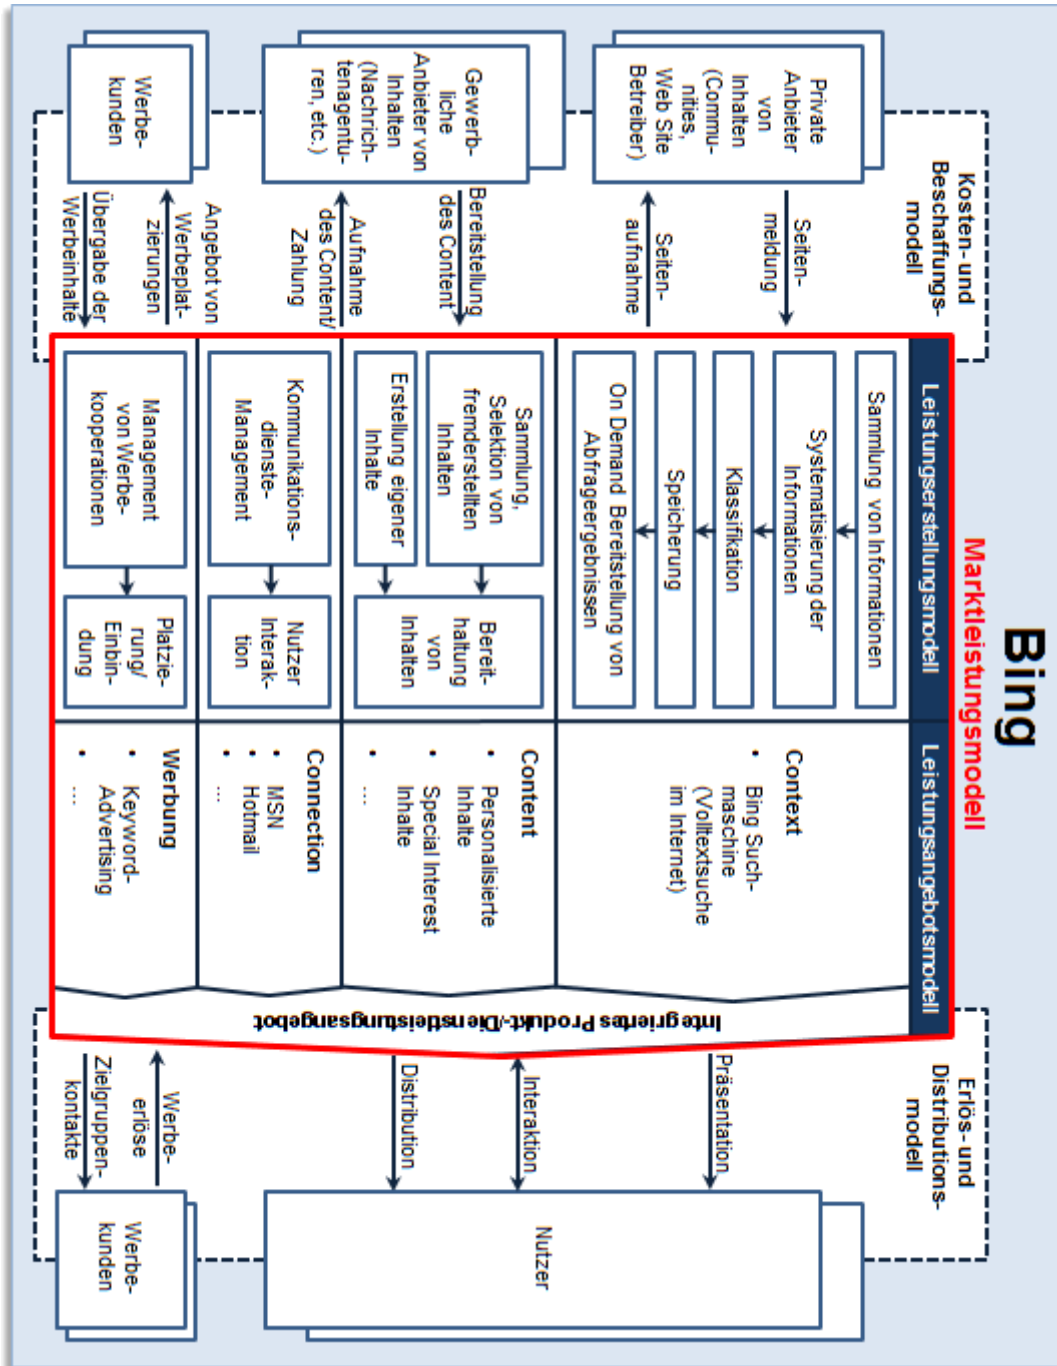 Bing
Marktleistungsmodell
Kosten- und
Beschaffungs-
modell
Leistungserstellungsmodell
Leistungsangebotsmodell
Erlös- und
Distributions-
modell
Private
Anbieter
von
Inhalten
(Commu-
nities,
Web Site
Betreiber)
Seiten-
meldung
Seiten-
aufnahme
Sammlung von Informationen
Systematisierung der
Informationen
Klassifikation
Speicherung
On Demand Bereitstellung von
Abfrageergebnissen
Context
• Bing Such-
maschine
(Volltextsuche
im Internet)
Präsentation
Gewerb-
liche
Anbieter von
Inhalten
(Nachrich-
tenagentu-
ren, etc.)
Bereitstellung
des Content
Aufnahme
des Content/
Zahlung
Sammlung,
Selektion von
fremderstellten
Inhalten
Erstellung eigener
Inhalte
Bereit-
haltung
von
Inhalten
Content
• Personalisierte
Inhalte
• Special Interest
Inhalte
• ...
Interaktion
Distribution
Nutzer
Kommunikations-
dienste-
Management
Nutzer
Interak-
tion
Connection
• MSN
• Hotmail
• ...
Werbe-
kunden
Angebot von
Werbeplat-
zierungen
Übergabe der
Werbeinhalte
Management
von Werbe-
kooperationen
Platzie-
rung/
Einbin-
dung
Werbung
• Keyword-
Advertising
• ...
Integriertes Produkt-/Dienstleistungsangebot
Werbe-
erlöse
Zielgruppen-
kontakte
Werbe-
kunden